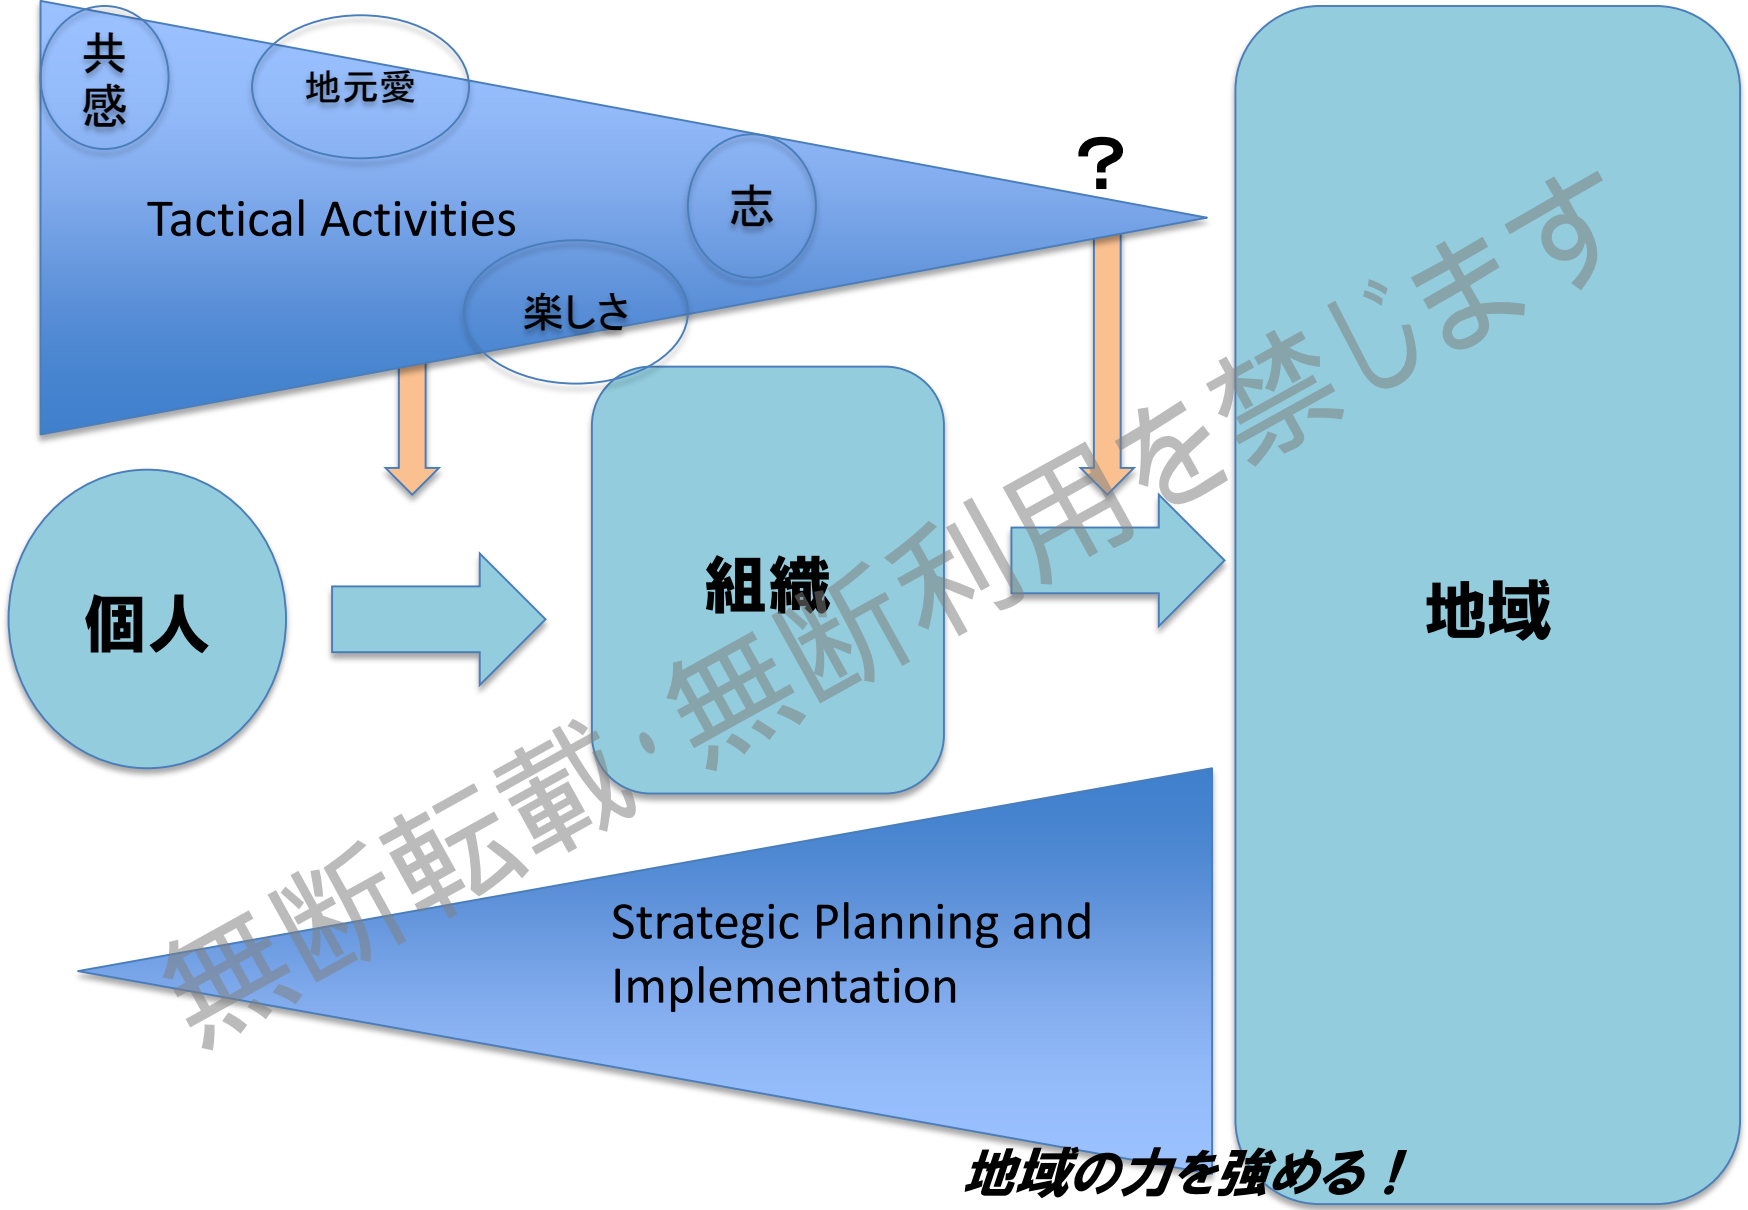 共
感
地元愛
志
Tactical Activities
楽しさ
？
個人
組織
地域
Strategic Planning and
Implementation
地域の力を強める！
無断転載・無断利用を禁じます